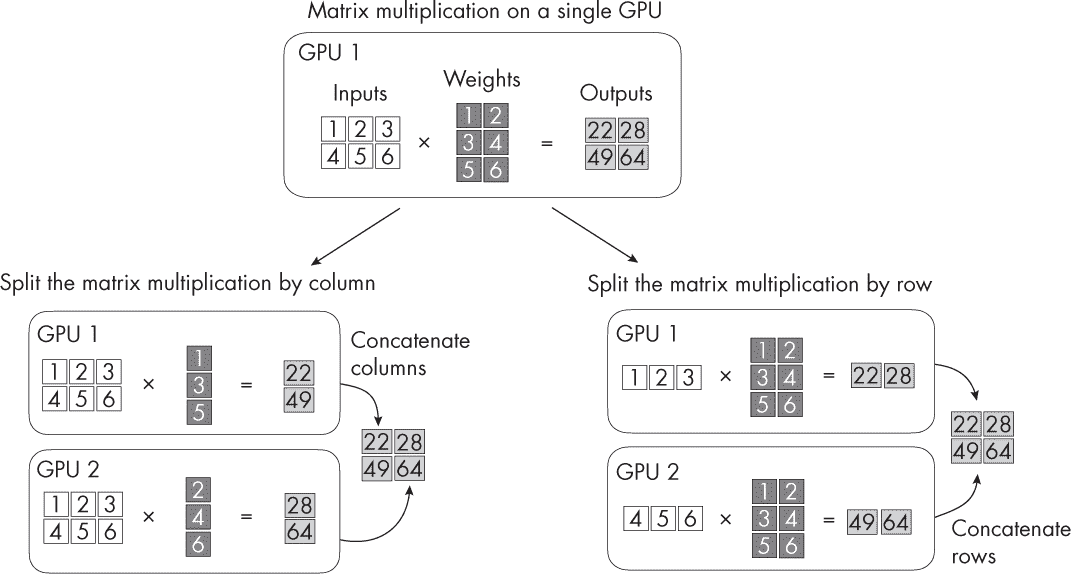 Matrix multiplication on a single GPU
GPU 1
Inputs
Weights
Outputs
1 2 3
4 5 6
×
1 2
3 4
5 6
=
22 28
49 64
Split the matrix multiplication by column
GPU 1
1 2 3
4 5 6
×
1
3
5
=
22
49
GPU 2
1 2 3
4 5 6
×
2
4
6
=
28
64
Concatenate
columns
22 28
49 64
Split the matrix multiplication by row
GPU 1
1 2 3
×
1 2
3 4
5 6
=
22 28
GPU 2
4 5 6
×
1 2
3 4
5 6
=
49 64
22 28
49 64
Concatenate
rows